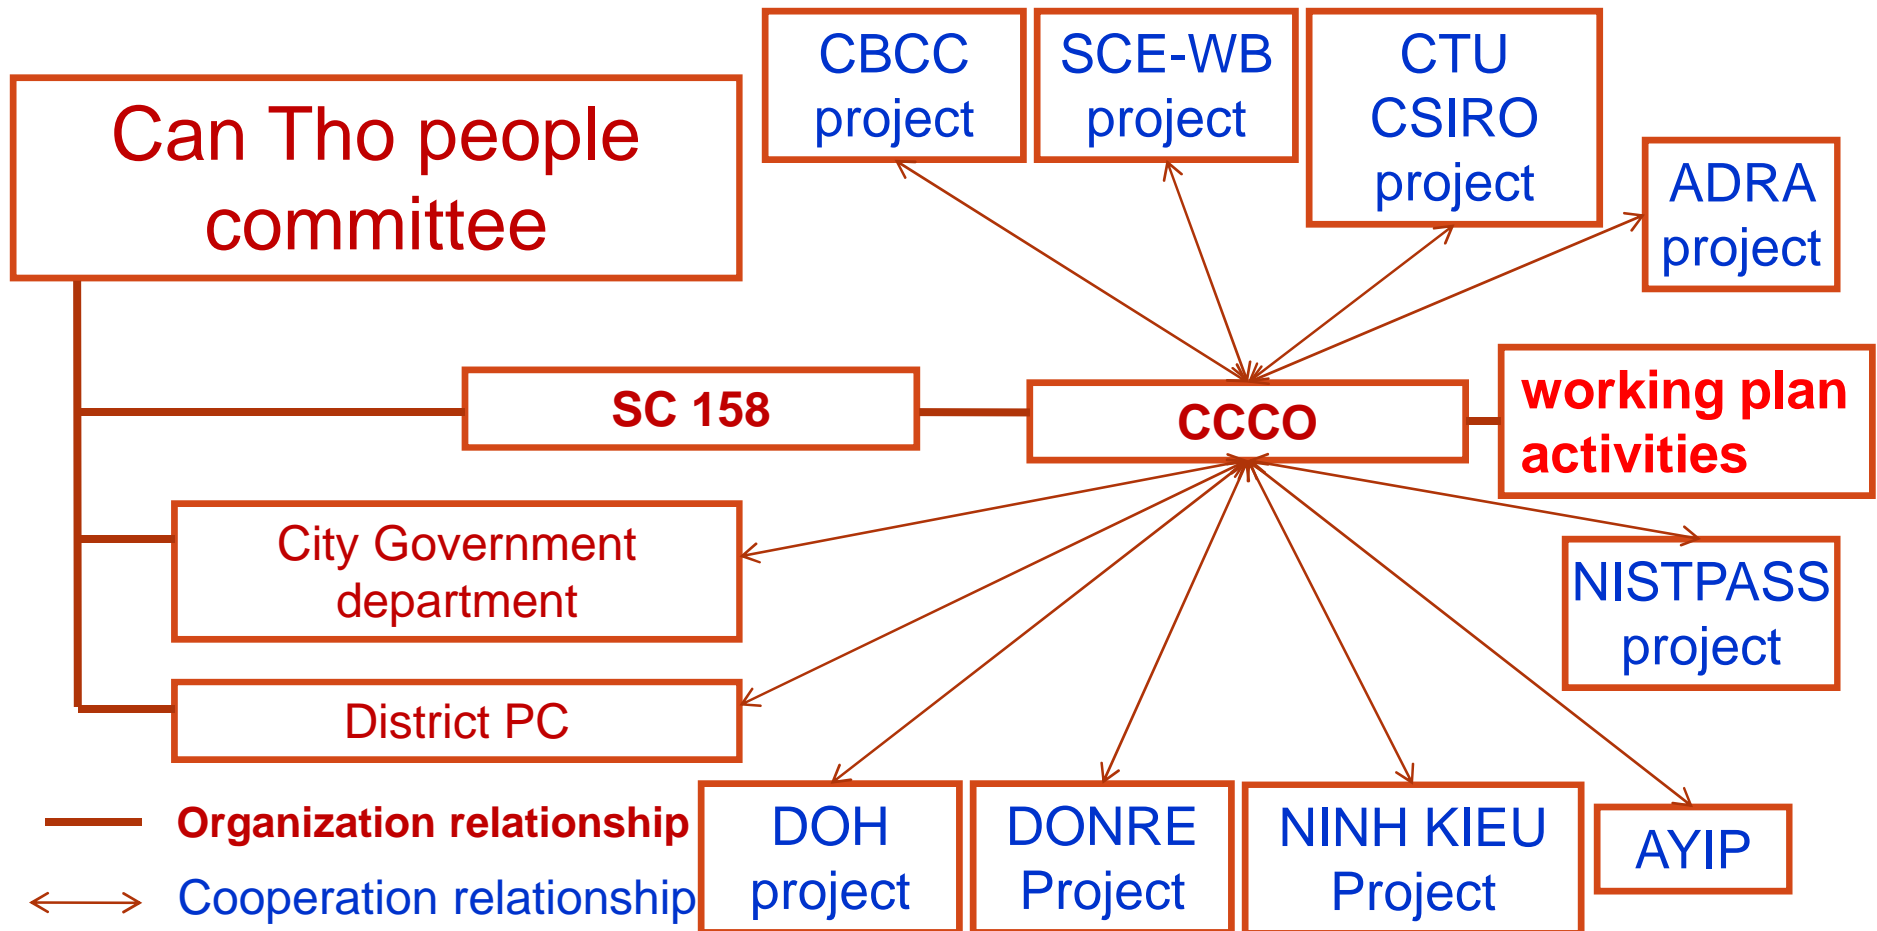 CBCC
project
SCE-WB
project
CTU
CSIRO
project
ADRA
project
Can Tho people
committee
SC 158
CCCO
working plan
activities
City Government
department
NISTPASS
project
District PC
Organization relationship
Cooperation relationship
DOH
project
DONRE
Project
NINH KIEU
Project
AYIP